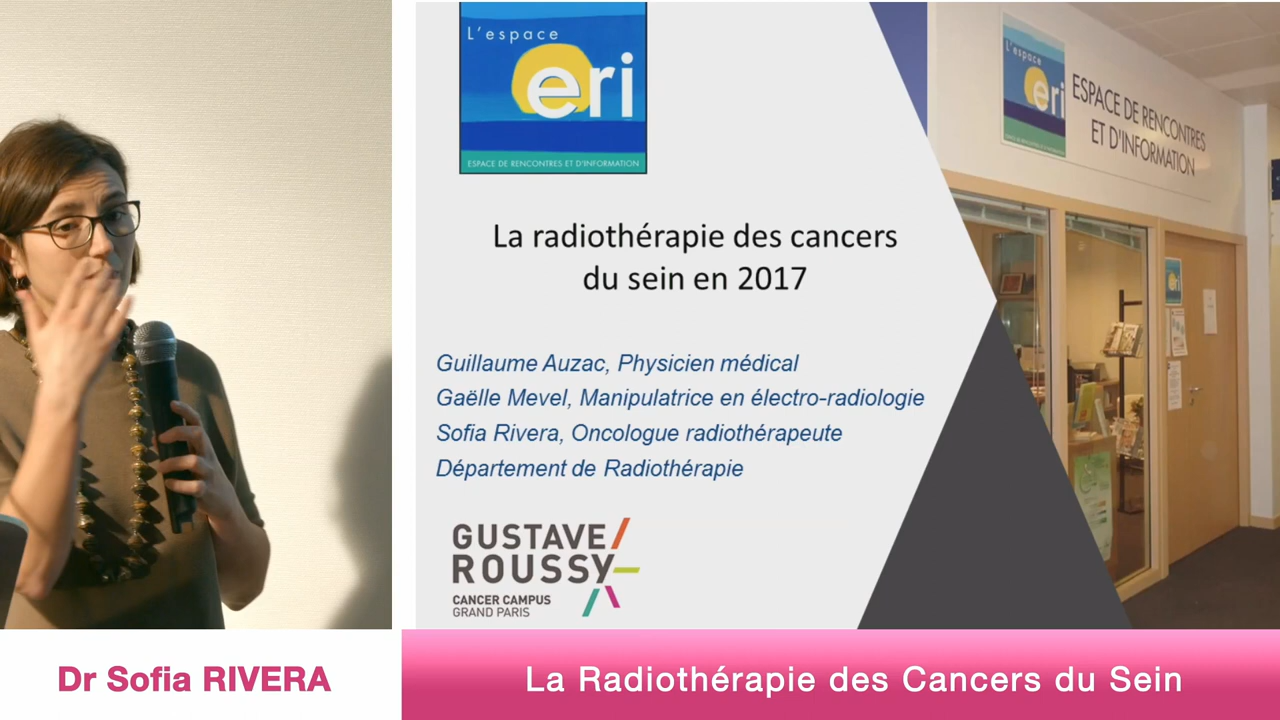 L'espace
eri
ESPACE DE RENCONTRES ET D'INFORMATION
La radiothérapie des cancers
du sein en 2017
Guillaume Auzac, Physicien médical
Gaëlle Mevel, Manipulatrice en électro-radiologie
Sofia Rivera, Oncologue radiothérapeute
Département de Radiothérapie
GUSTAVE
ROUSSY
CANCER CAMPUS
GRAND PARIS
L'espace
eri
ESPACE DE RENCONTRES
ET D'INFORMATION
eri
Dr Sofia RIVERA
La Radiothérapie des Cancers du Sein